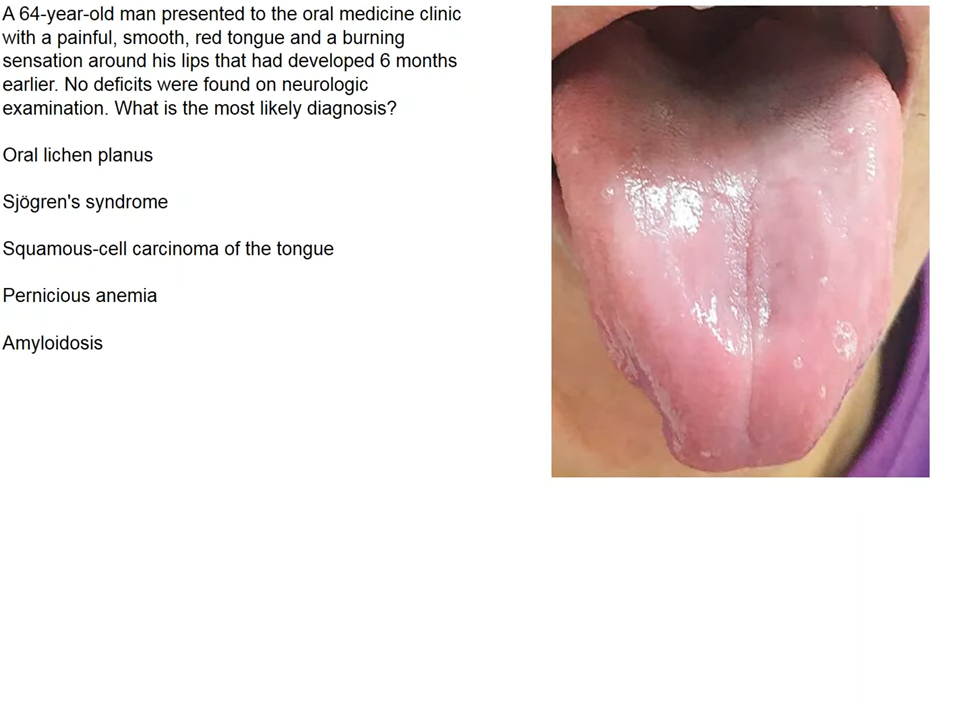 A 64-year-old man presented to the oral medicine clinic
with a painful, smooth, red tongue and a burning
sensation around his lips that had developed 6 months
earlier. No deficits were found on neurologic
examination. What is the most likely diagnosis?
Oral lichen planus
Sjögren's syndrome
Squamous-cell carcinoma of the tongue
Pernicious anemia
Amyloidosis